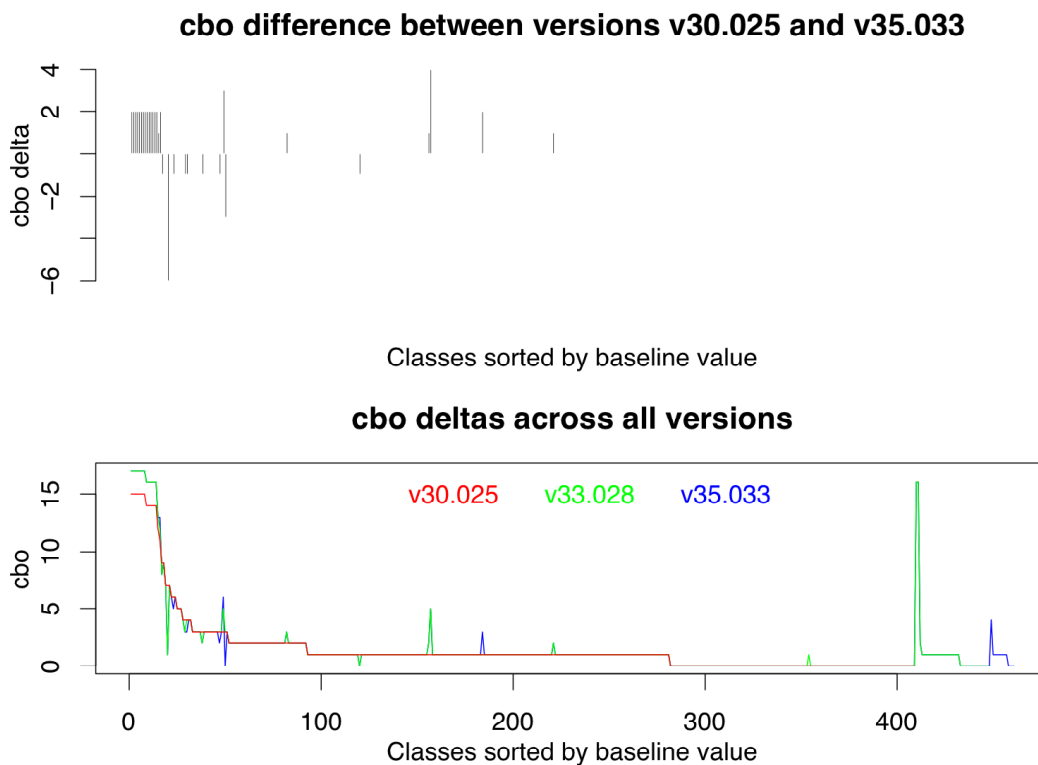 cbo difference between versions v30.025 and v35.033
cbo delta
4
2
−2
−6
Classes sorted by baseline value
cbo deltas across all versions
cbo
15
10
5
0
v30.025 v33.028 v35.033
0 100 200 300 400
Classes sorted by baseline value